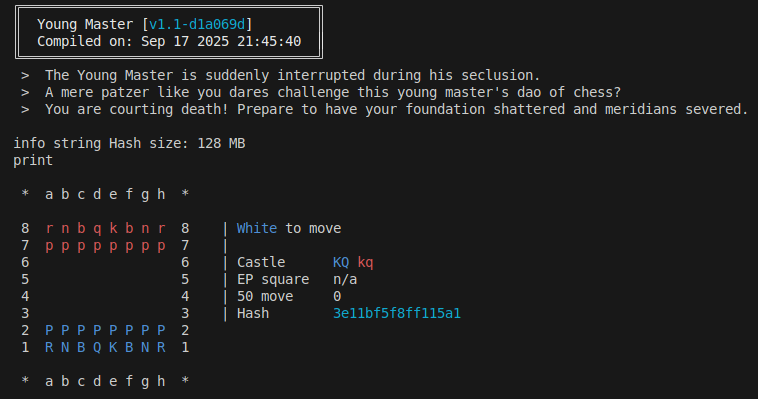 Young Master [v1.1-d1a069d]
Compiled on: Sep 17 2025 21:45:40
> The Young Master is suddenly interrupted during his seclusion.
> A mere patzer like you dares challenge this young master's dao of chess?
> You are courting death! Prepare to have your foundation shattered and meridians severed.
info string Hash size: 128 MB
print
* a b c d e f g h *
8 r n b q k b n r 8 | White to move
7 p p p p p p p p 7 |
6 6 | Castle KQ kq
5 5 | EP square n/a
4 4 | 50 move 0
3 3 | Hash 3e11bf5f8ff115a1
2 P P P P P P P P 2
1 R N B Q K B N R 1
* a b c d e f g h *